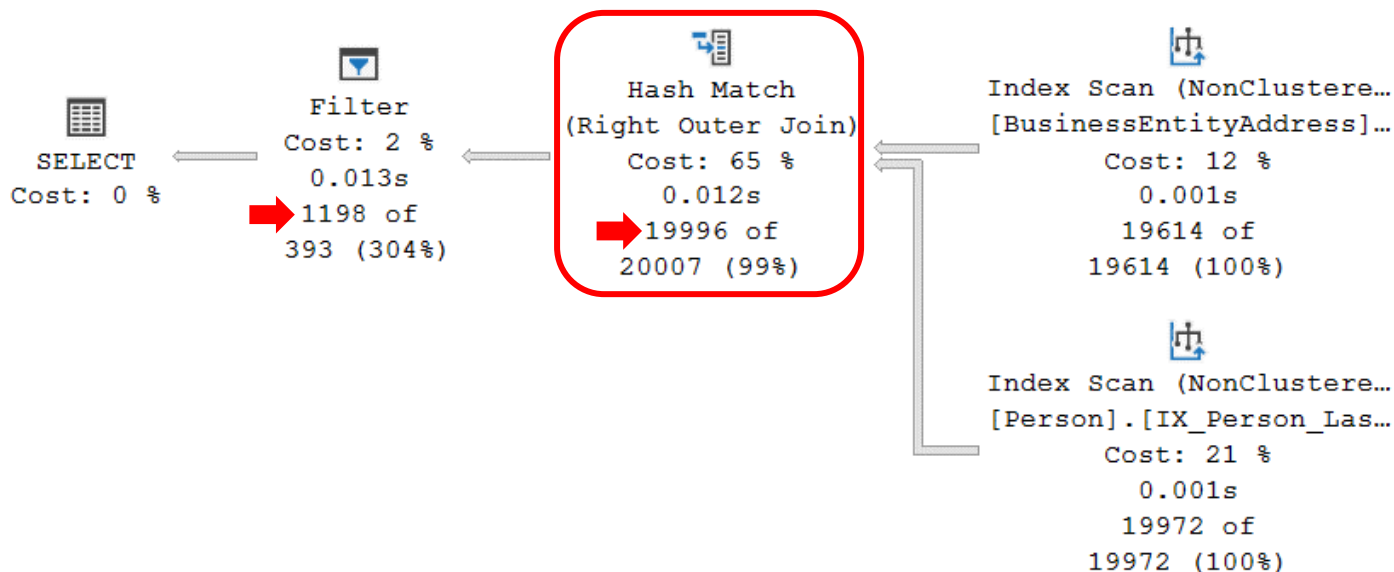 SELECT
Cost: 0 %
Filter
Cost: 2 %
0.013s
1198 of
393 (304%)
Hash Match
(Right Outer Join)
Cost: 65 %
0.012s
19996 of
20007 (99%)
Index Scan (NonClustere…
[BusinessEntityAddress]…
Cost: 12 %
0.001s
19614 of
19614 (100%)
Index Scan (NonClustere…
[Person].[IX_Person_Las…
Cost: 21 %
0.001s
19972 of
19972 (100%)